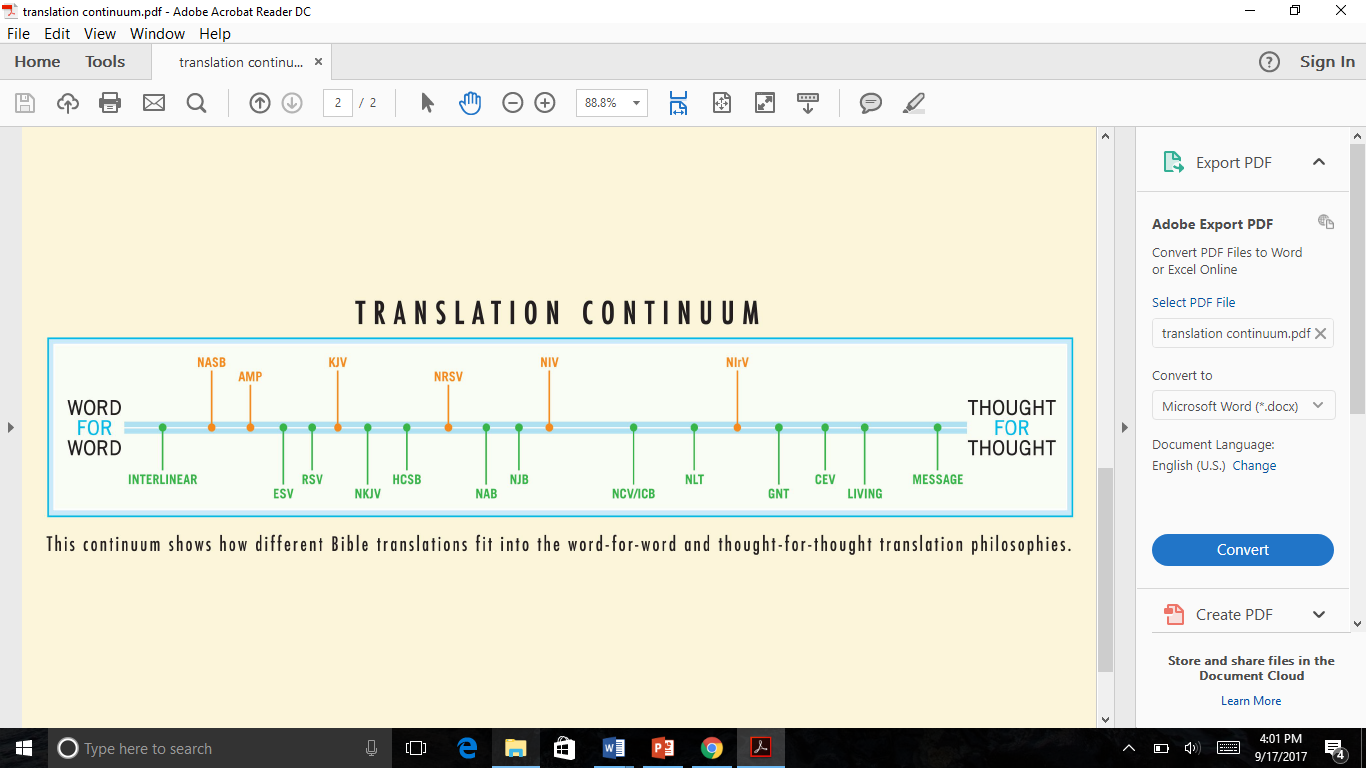 translation continuum.pdf - Adobe Acrobat Reader DC
File Edit View Window Help
Home Tools translation continu... × Sign In
2 / 2 88.8%
TRANSLATION CONTINUUM
NASB KJV NIV NIrV
AMP NRSV
WORD FOR WORD
THOUGHT FOR THOUGHT
INTERLINEAR RSV HCSB NJB NLT CEV MESSAGE
ESV NKJV NAB NCV/ICB GNT LIVING
This continuum shows how different Bible translations fit into the word-for-word and thought-for-thought translation philosophies.
Export PDF
Adobe Export PDF
Convert PDF Files to Word
or Excel Online
Select PDF File
translation continuum.pdf ×
Convert to
Microsoft Word (*.docx)
Document Language:
English (U.S.) Change
Convert
Create PDF
Store and share files in the
Document Cloud
Learn More
Type here to search
4:01 PM
9/17/2017
4